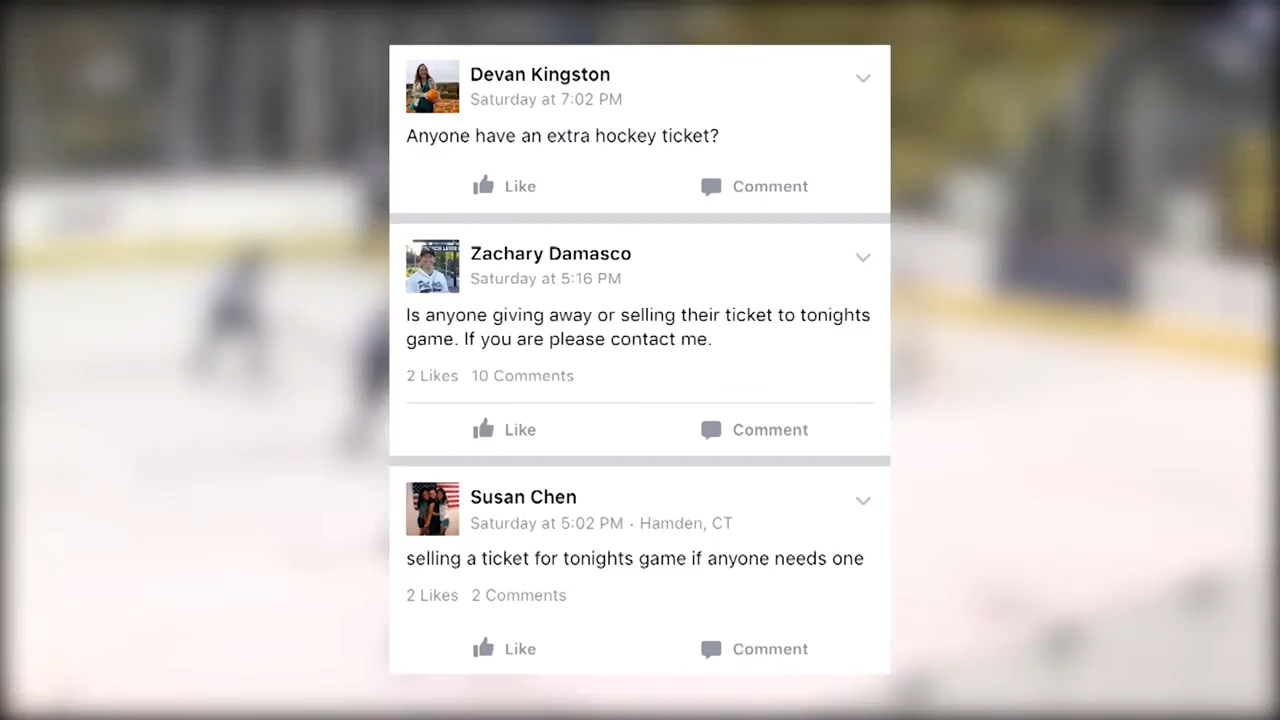 Devan Kingston
Saturday at 7:02 PM
Anyone have an extra hockey ticket?
Like Comment
Zachary Damasco
Saturday at 5:16 PM
Is anyone giving away or selling their ticket to tonights
game. If you are please contact me.
2 Likes 10 Comments
Like Comment
Susan Chen
Saturday at 5:02 PM · Hamden, CT
selling a ticket for tonights game if anyone needs one
2 Likes 2 Comments
Like Comment